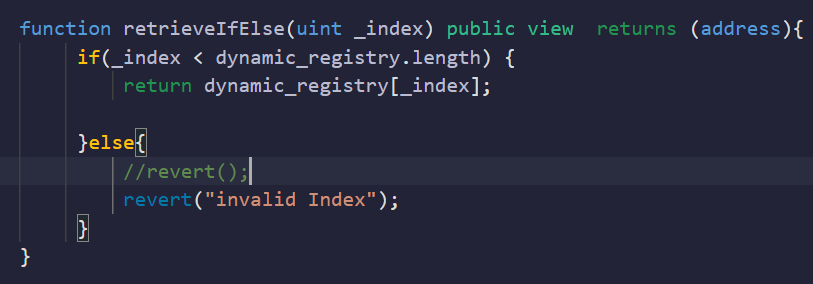 function retrieveIfElse(uint _index) public view  returns (address){
if(_index < dynamic_registry.length) {
return dynamic_registry[_index];
}else{
//revert();
revert("invalid Index");
}
}